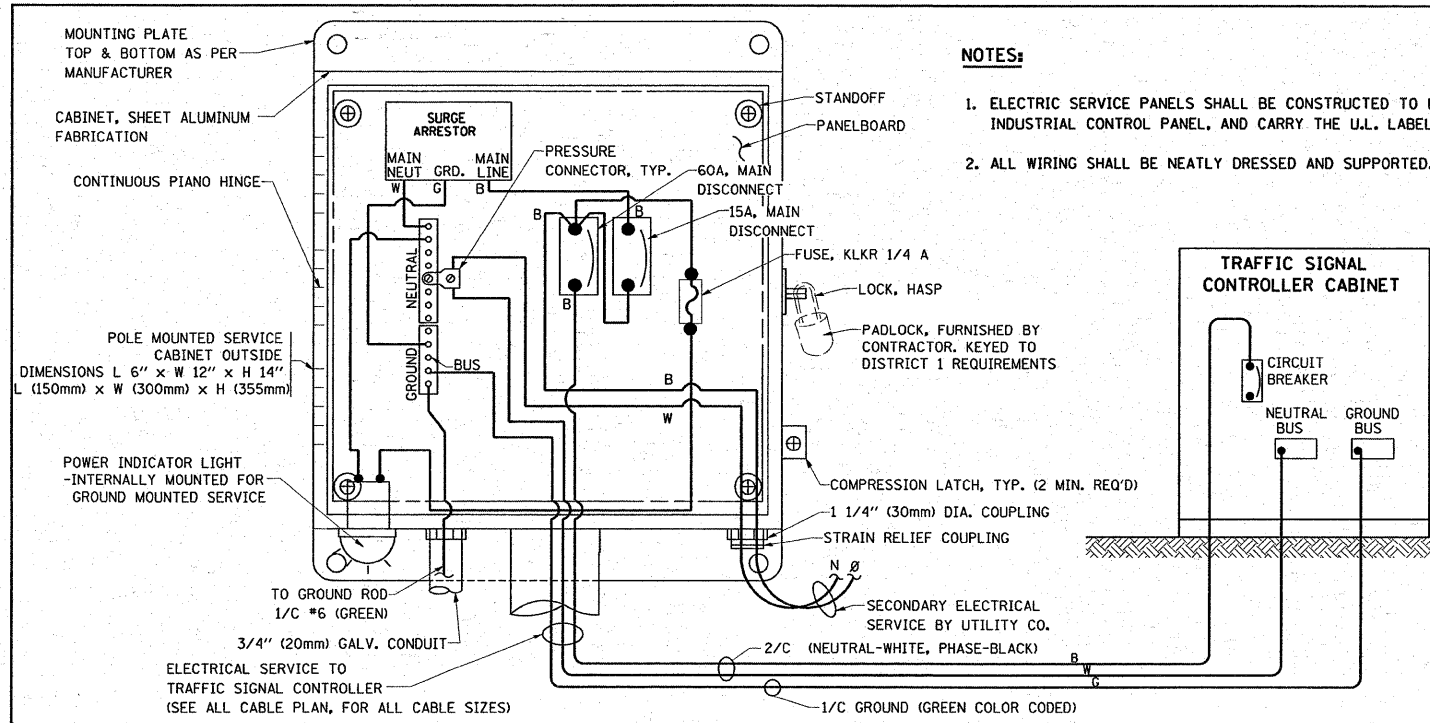 MOUNTING PLATE
TOP & BOTTOM AS PER
MANUFACTURER
CABINET, SHEET ALUMINUM
FABRICATION
CONTINUOUS PIANO HINGE
POLE MOUNTED SERVICE
CABINET OUTSIDE
DIMENSIONS L 6" x W 12" x H 14"
L (150mm) x W (300mm) x H (355mm)
POWER INDICATOR LIGHT
-INTERNALLY MOUNTED FOR
GROUND MOUNTED SERVICE
TO GROUND ROD
1/C #6 (GREEN)
3/4" (20mm) GALV. CONDUIT
ELECTRICAL SERVICE TO
TRAFFIC SIGNAL CONTROLLER
(SEE ALL CABLE PLAN, FOR ALL CABLE SIZES)
SURGE
ARRESTOR
MAIN
NEUT
GRD.
MAIN
LINE
W
G
B
PRESSURE
CONNECTOR, TYP.
NEUTRAL
GROUND
BUS
B
B
B
B
W
STANDOFF
PANELBOARD
60A, MAIN
DISCONNECT
15A, MAIN
DISCONNECT
FUSE, KLKR 1/4 A
LOCK, HASP
PADLOCK, FURNISHED BY
CONTRACTOR. KEYED TO
DISTRICT 1 REQUIREMENTS
COMPRESSION LATCH, TYP. (2 MIN. REQ'D)
1 1/4" (30mm) DIA. COUPLING
STRAIN RELIEF COUPLING
N Ø
SECONDARY ELECTRICAL
SERVICE BY UTILITY CO.
2/C (NEUTRAL-WHITE, PHASE-BLACK)
B
W
G
1/C GROUND (GREEN COLOR CODED)
NOTES:
1. ELECTRIC SERVICE PANELS SHALL BE CONSTRUCTED TO
INDUSTRIAL CONTROL PANEL, AND CARRY THE U.L. LABEL
2. ALL WIRING SHALL BE NEATLY DRESSED AND SUPPORTED.
TRAFFIC SIGNAL
CONTROLLER CABINET
CIRCUIT
BREAKER
NEUTRAL
BUS
GROUND
BUS